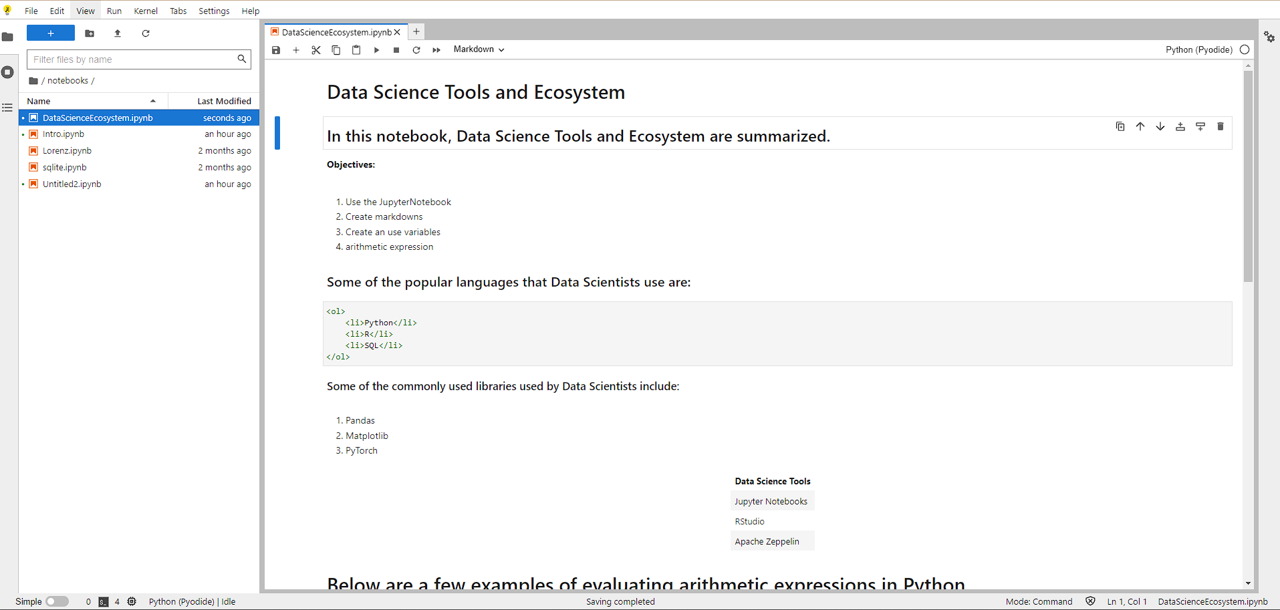 File Edit View Run Kernel Tabs Settings Help
+
Filter files by name
/ notebooks /
Name Last Modified
DataScienceEcosystem.ipynb seconds ago
Intro.ipynb an hour ago
Lorenz.ipynb 2 months ago
sqlite.ipynb 2 months ago
Untitled2.ipynb an hour ago
DataScienceEcosystem.ipynb
Markdown Python (Pyodide)
Data Science Tools and Ecosystem
In this notebook, Data Science Tools and Ecosystem are summarized.
Objectives:
1. Use the JupyterNotebook
2. Create markdowns
3. Create an use variables
4. arithmetic expression
Some of the popular languages that Data Scientists use are:
<ol>
<li>Python</li>
<li>R</li>
<li>SQL</li>
</ol>
Some of the commonly used libraries used by Data Scientists include:
1. Pandas
2. Matplotlib
3. PyTorch
Data Science Tools
Jupyter Notebooks
RStudio
Apache Zeppelin
Below are a few examples of evaluating arithmetic expressions in Python
Simple 0 4 Python (Pyodide) | Idle Saving completed Mode: Command Ln 1, Col 1 DataScienceEcosystem.ipynb